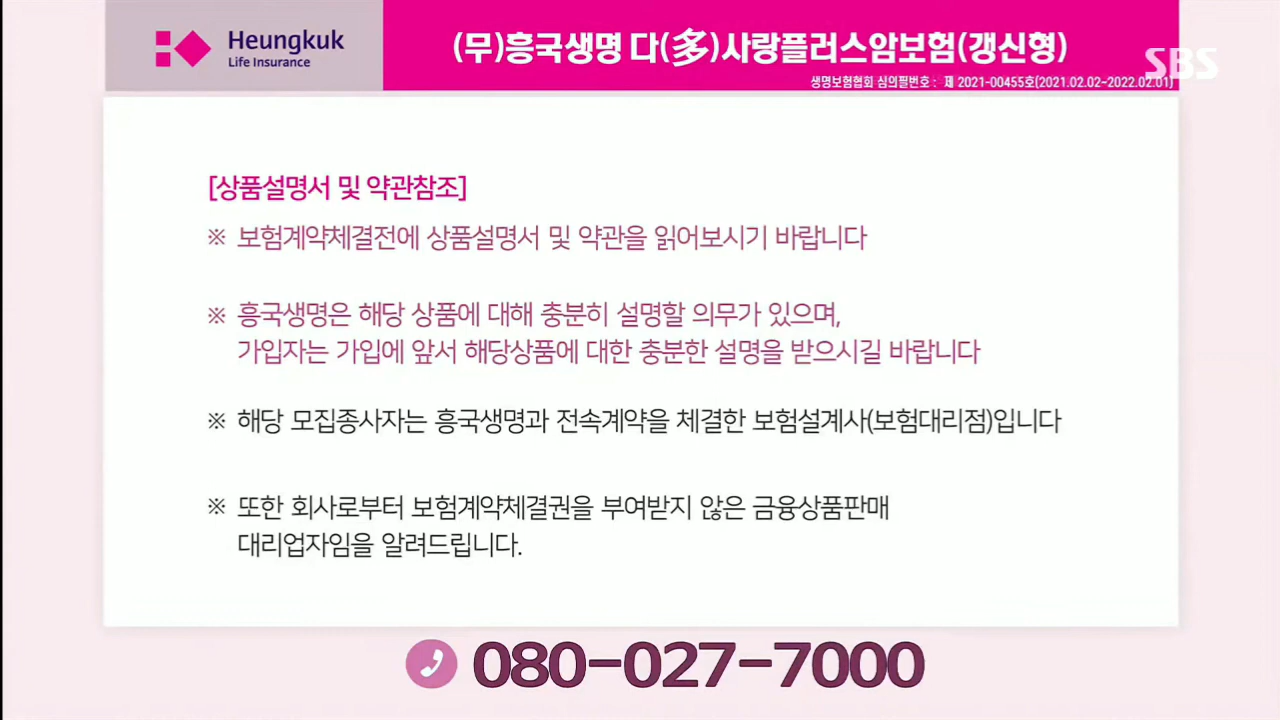 Heungkuk
Life Insurance
(무)흥국생명 다(多)사랑플러스암보험(갱신형)
SBS
생명보험협회 심의필번호 : 제 2021-00455호(2021.02.02~2022.02.01)
[상품설명서 및 약관참조]
※ 보험계약체결전에 상품설명서 및 약관을 읽어보시기 바랍니다
※ 흥국생명은 해당 상품에 대해 충분히 설명할 의무가 있으며,
가입자는 가입에 앞서 해당상품에 대한 충분한 설명을 받으시길 바랍니다
※ 해당 모집종사자는 흥국생명과 전속계약을 체결한 보험설계사(보험대리점)입니다
※ 또한 회사로부터 보험계약체결권을 부여받지 않은 금융상품판매
대리업자임을 알려드립니다.
080-027-7000